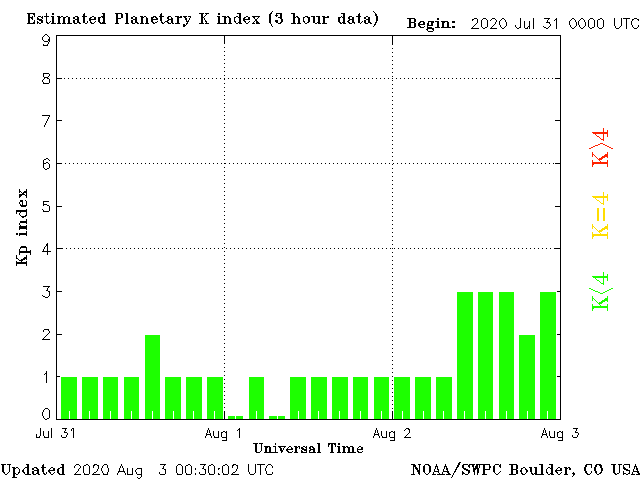 Estimated Planetary K index (3 hour data)
Begin: 2020 Jul 31 0000 UTC
9
8
7
6
5
4
3
2
1
0
Kp index
K>4
K=4
K<4
Jul 31
Aug 1
Aug 2
Aug 3
Universal Time
Updated 2020 Aug 3 00:30:02 UTC
NOAA/SWPC Boulder, CO USA